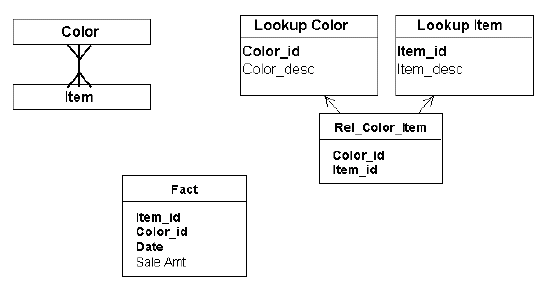 Color
Item
Lookup Color
Color_id
Color_desc
Lookup Item
Item_id
Item_desc
Rel_Color_Item
Color_id
Item_id
Fact
Item_id
Color_id
Date
Sale Amt